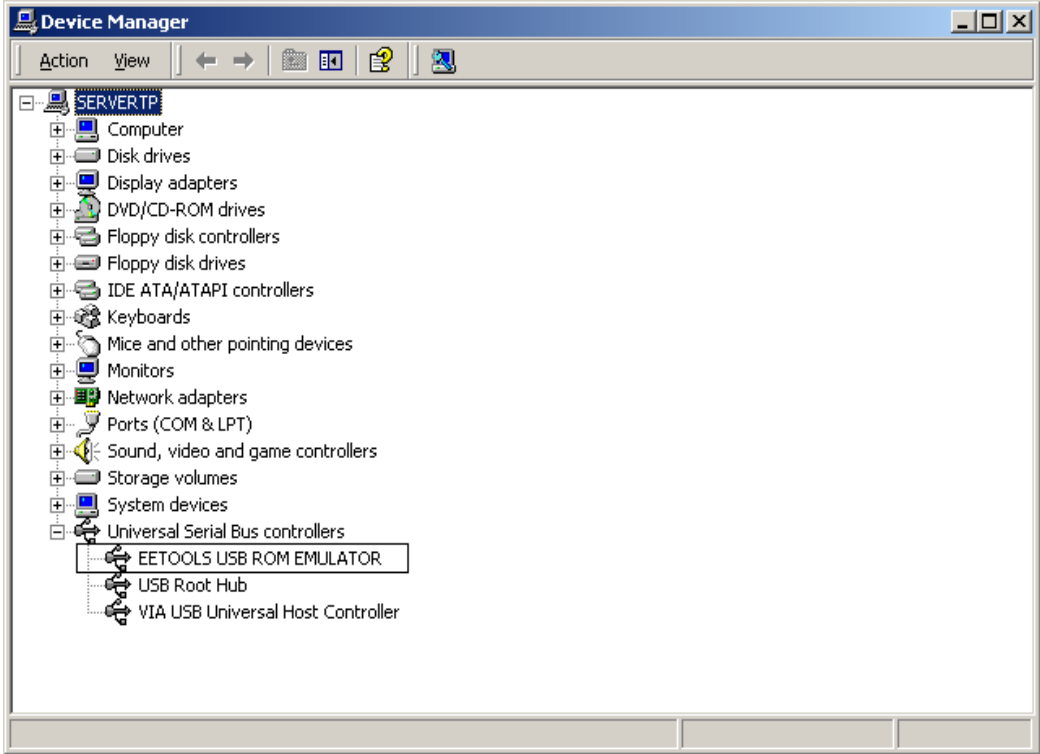 Device Manager
Action View
SERVERTP
Computer
Disk drives
Display adapters
DVD/CD-ROM drives
Floppy disk controllers
Floppy disk drives
IDE ATA/ATAPI controllers
Keyboards
Mice and other pointing devices
Monitors
Network adapters
Ports (COM & LPT)
Sound, video and game controllers
Storage volumes
System devices
Universal Serial Bus controllers
EETOOLS USB ROM EMULATOR
USB Root Hub
VIA USB Universal Host Controller